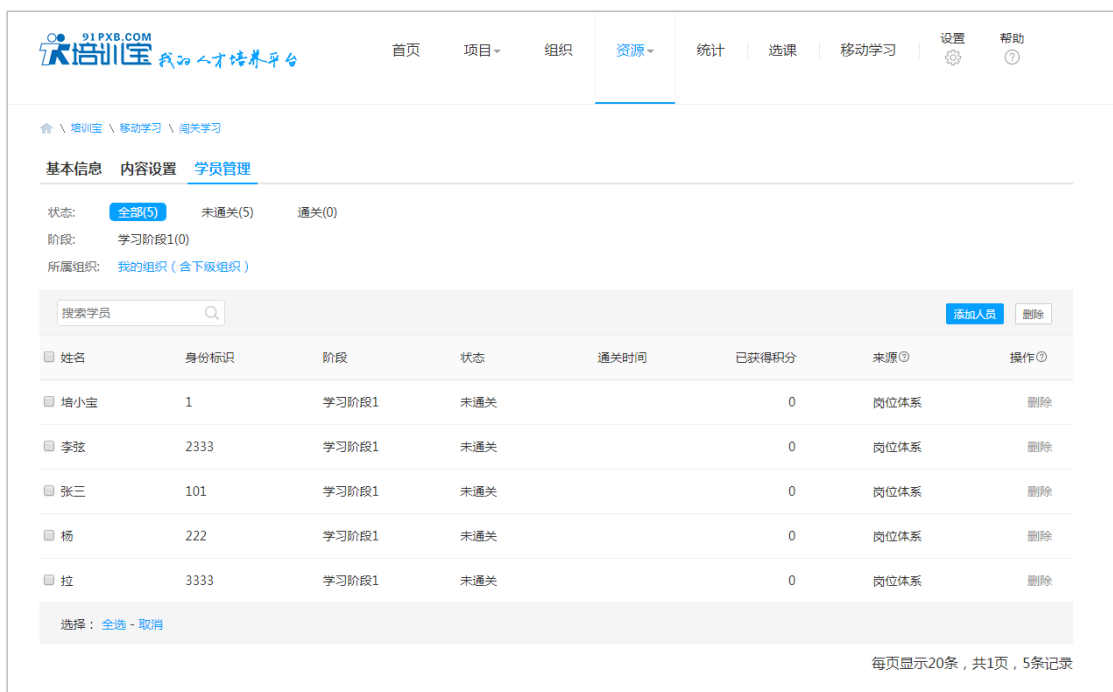 91PXB.COM
培训宝 我的人才培养平台
首页 项目 组织 资源 统计 选课 移动学习 设置 帮助
\ 培训宝 \ 移动学习 \ 闯关学习
基本信息 内容设置 学员管理
状态: 全部(5) 未通关(5) 通关(0)
阶段: 学习阶段1(0)
所属组织: 我的组织（含下级组织）
搜索学员 添加人员 删除
姓名 身份标识 阶段 状态 通关时间 已获得积分 来源? 操作?
培小宝 1 学习阶段1 未通关 0 岗位体系 删除
李弦 2333 学习阶段1 未通关 0 岗位体系 删除
张三 101 学习阶段1 未通关 0 岗位体系 删除
杨 222 学习阶段1 未通关 0 岗位体系 删除
拉 3333 学习阶段1 未通关 0 岗位体系 删除
选择： 全选 - 取消
每页显示20条，共1页，5条记录